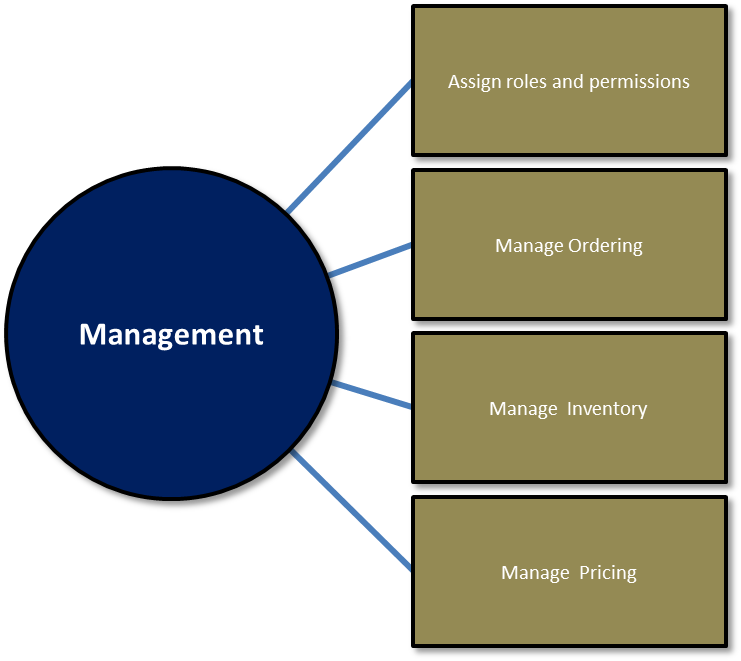 Assign roles and permissions
Manage Ordering
Management
Manage  Inventory
Manage  Pricing